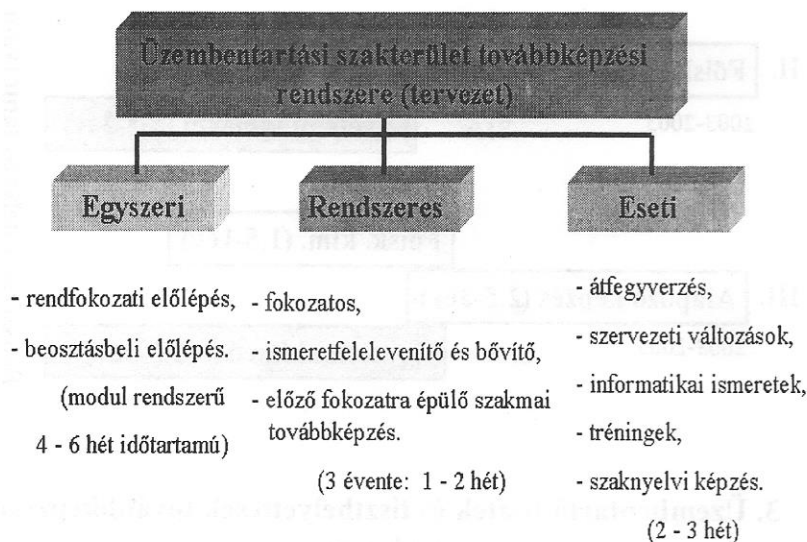 Üzembentartási szakterület továbbképzési
rendszere (tervezet)
Egyszeri
- rendfokozati előlépés,
- beosztásbeli előlépés.
(modul rendszerű
4 - 6 hét időtartamú)
Rendszeres
- fokozatos,
- ismeretfelelevenítő és bővítő,
- előző fokozatra épülő szakmai
továbbképzés.
(3 évente: 1 - 2 hét)
Eseti
- átfegyverzés,
- szervezeti változások,
- informatikai ismeretek,
- tréningek,
- szaknyelvi képzés.
(2 - 3 hét)